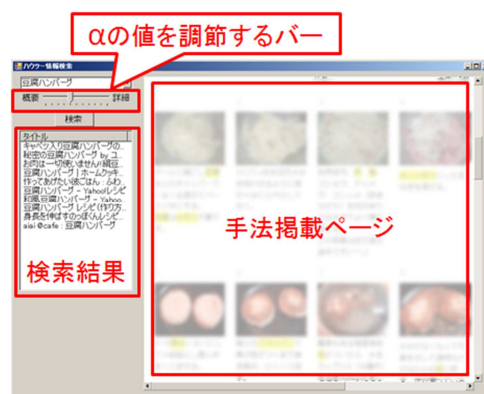 αの値を調節するバー
ハウツー情報検索
豆腐ハンバーグ
概要
詳細
検索
タイトル
キャベツ入り豆腐ハンバーグの...
秘密の豆腐ハンバーグ by ユ...
お肉は一切使いません!絹豆...
豆腐ハンバーグ | ホームクッキ...
作ってあげたい彼ごはん : ふわ...
豆腐ハンバーグ - Yahoo!レシピ
和風豆腐ハンバーグ - Yahoo...
豆腐ハンバーグ レシピ(作り方...
身長を伸ばすのっぽくんレシピ...
aiai @cafe : 豆腐ハンバーグ
検索結果
手法掲載ページ